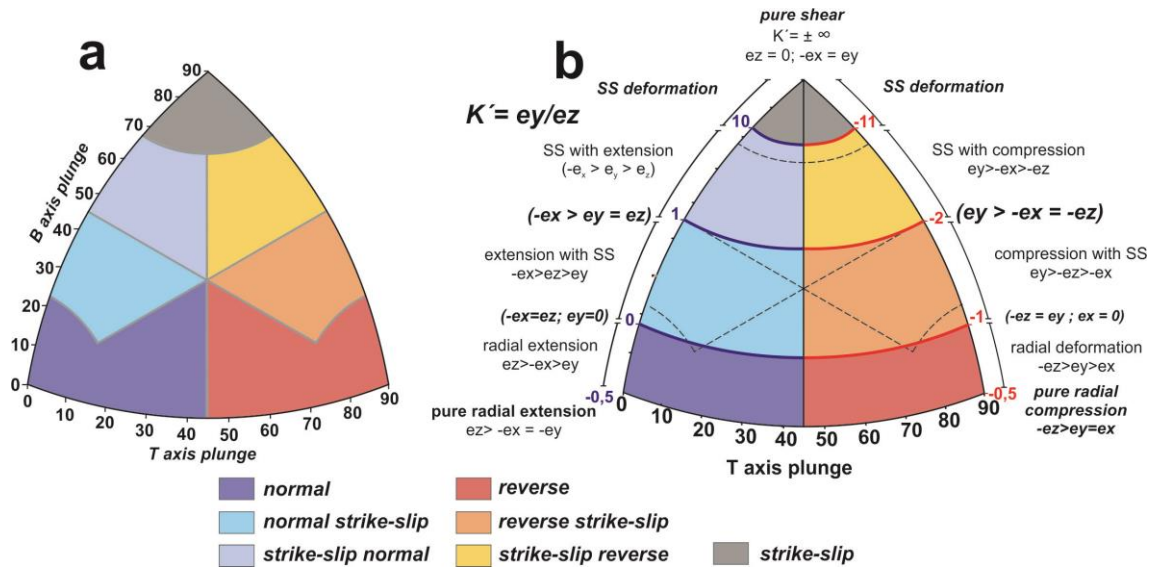 a
90
80
70
60
50
40
30
20
10
0
B axis plunge
0
10
20
30
40
50
60
70
80
90
T axis plunge
b
pure shear
K´= ± ∞
ez = 0; -ex = ey
SS deformation
SS deformation
K´= ey/ez
10
-11
SS with extension
(-ex > ey > ez)
SS with compression
ey>-ex>-ez
(-ex > ey = ez)
1
-2
(ey > -ex = -ez)
extension with SS
-ex>ez>ey
compression with SS
ey>-ez>-ex
(-ex=ez; ey=0)
0
-1
(-ez = ey ; ex = 0)
radial extension
ez>-ex>ey
radial deformation
-ez>ey>ex
-0,5
-0,5
pure radial extension
ez> -ex = -ey
pure radial
compression
-ez>ey=ex
0
10
20
30
40
50
60
70
80
90
T axis plunge
normal
reverse
normal strike-slip
reverse strike-slip
strike-slip normal
strike-slip reverse
strike-slip